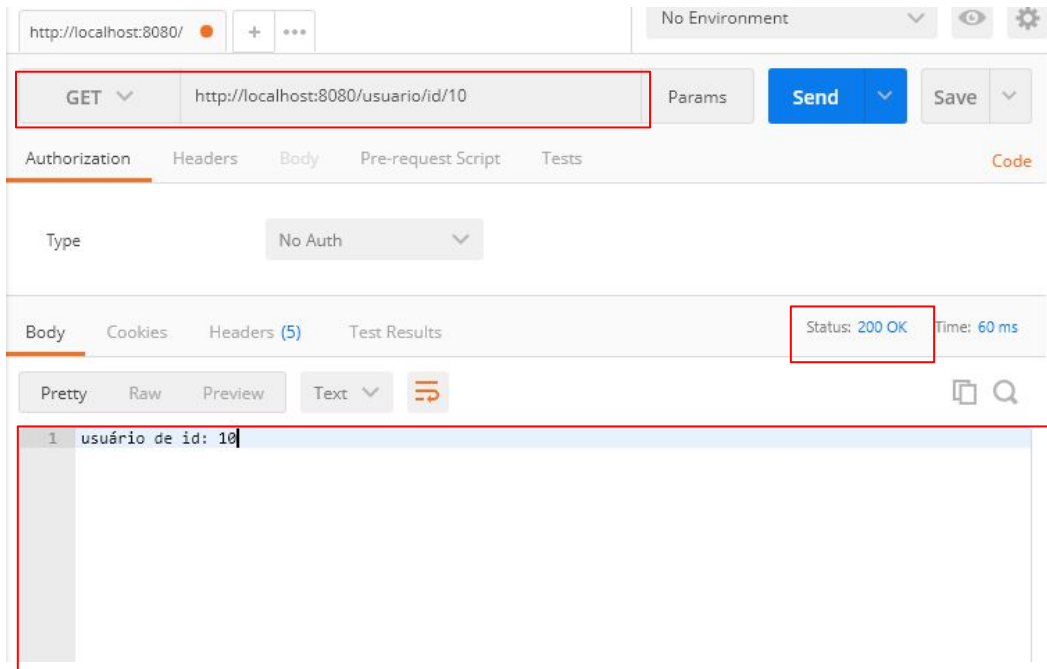 http://localhost:8080/ + ••• No Environment
GET http://localhost:8080/usuario/id/10 Params Send Save
Authorization Headers Body Pre-request Script Tests Code
Type No Auth
Body Cookies Headers (5) Test Results Status: 200 OK Time: 60 ms
Pretty Raw Preview Text
1 usuário de id: 10